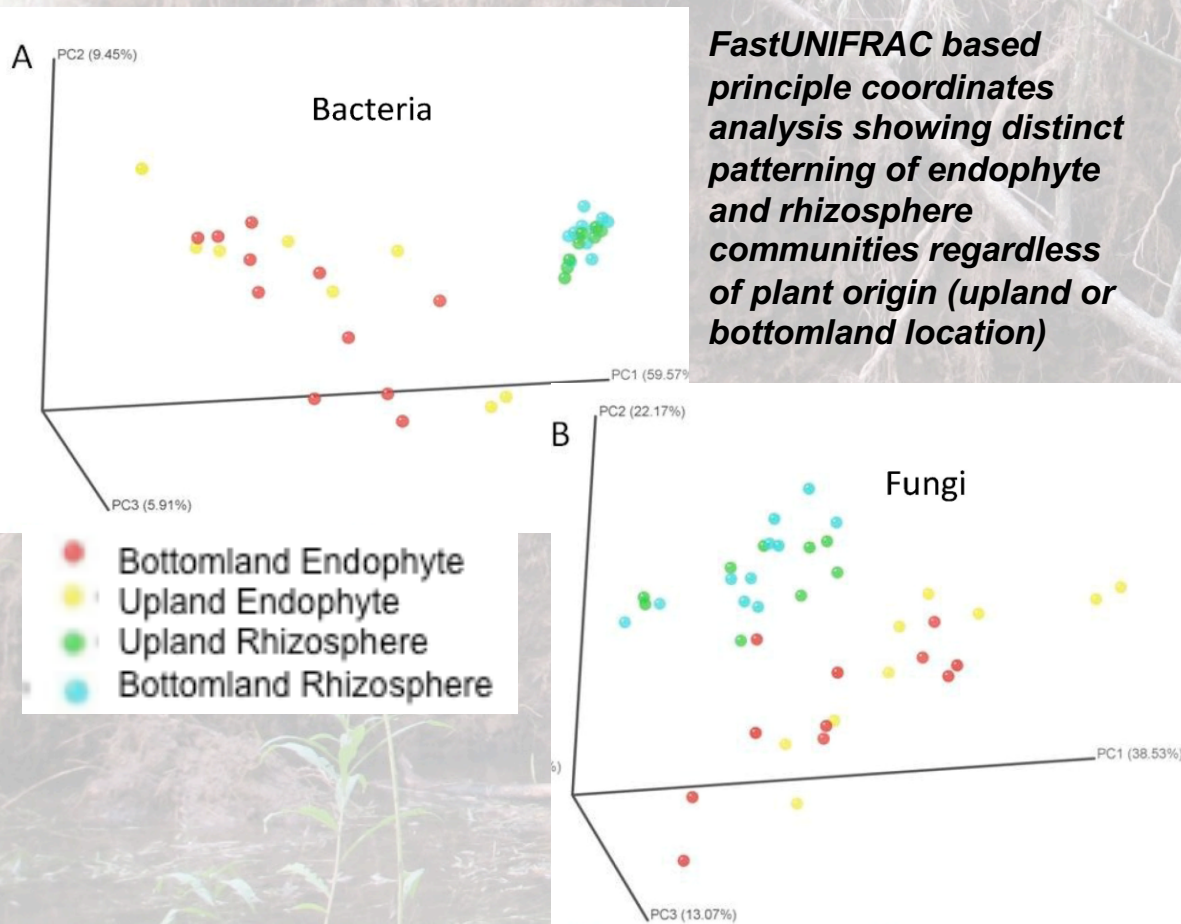 A
PC2 (9.45%)
Bacteria
PC1 (59.57%
PC3 (5.91%)
FastUNIFRAC based
principle coordinates
analysis showing distinct
patterning of endophyte
and rhizosphere
communities regardless
of plant origin (upland or
bottomland location)
Bottomland Endophyte
Upland Endophyte
Upland Rhizosphere
Bottomland Rhizosphere
B
PC2 (22.17%)
Fungi
%)
PC1 (38.53%)
PC3 (13.07%)